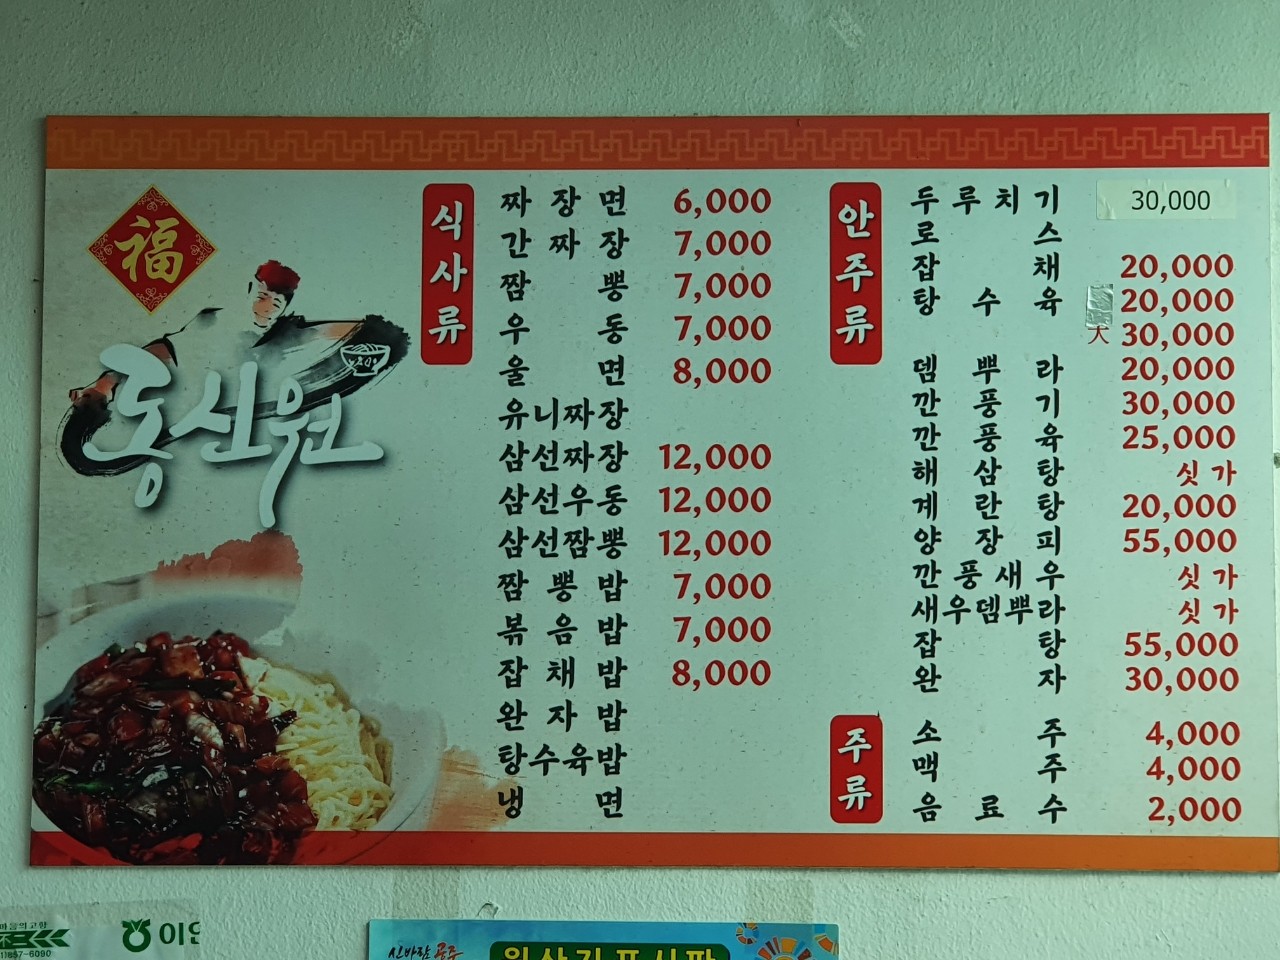 福
동신원
식사류
짜장면 6,000
간짜장 7,000
짬뽕 7,000
우동 7,000
울면 8,000
유니짜장
삼선짜장 12,000
삼선우동 12,000
삼선짬뽕 12,000
짬뽕밥 7,000
볶음밥 7,000
잡채밥 8,000
완자밥
탕수육밥
냉면
안주류
두루치기 30,000
로스
잡채 20,000
탕수육 20,000
大 30,000
뎀뿌라 20,000
깐풍기 30,000
깐풍육 25,000
해삼탕 싯가
계란탕 20,000
양장피 55,000
깐풍새우 싯가
새우뎀뿌라 싯가
잡탕 55,000
완자 30,000
주류
소주 4,000
맥주 4,000
음료수 2,000
857-6090
신바람 공주